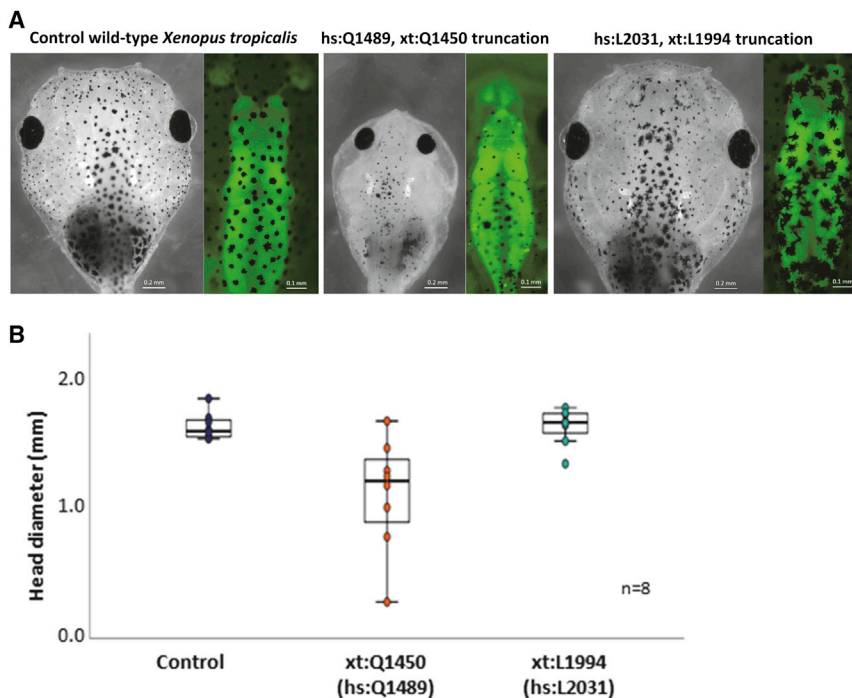 A
Control wild-type Xenopus tropicalis
hs:Q1489, xt:Q1450 truncation
hs:L2031, xt:L1994 truncation
0.2 mm
0.1 mm
0.2 mm
0.1 mm
0.2 mm
0.1 mm
B
Head diameter (mm)
2.0
1.0
0.0
n=8
Control
xt:Q1450
(hs:Q1489)
xt:L1994
(hs:L2031)